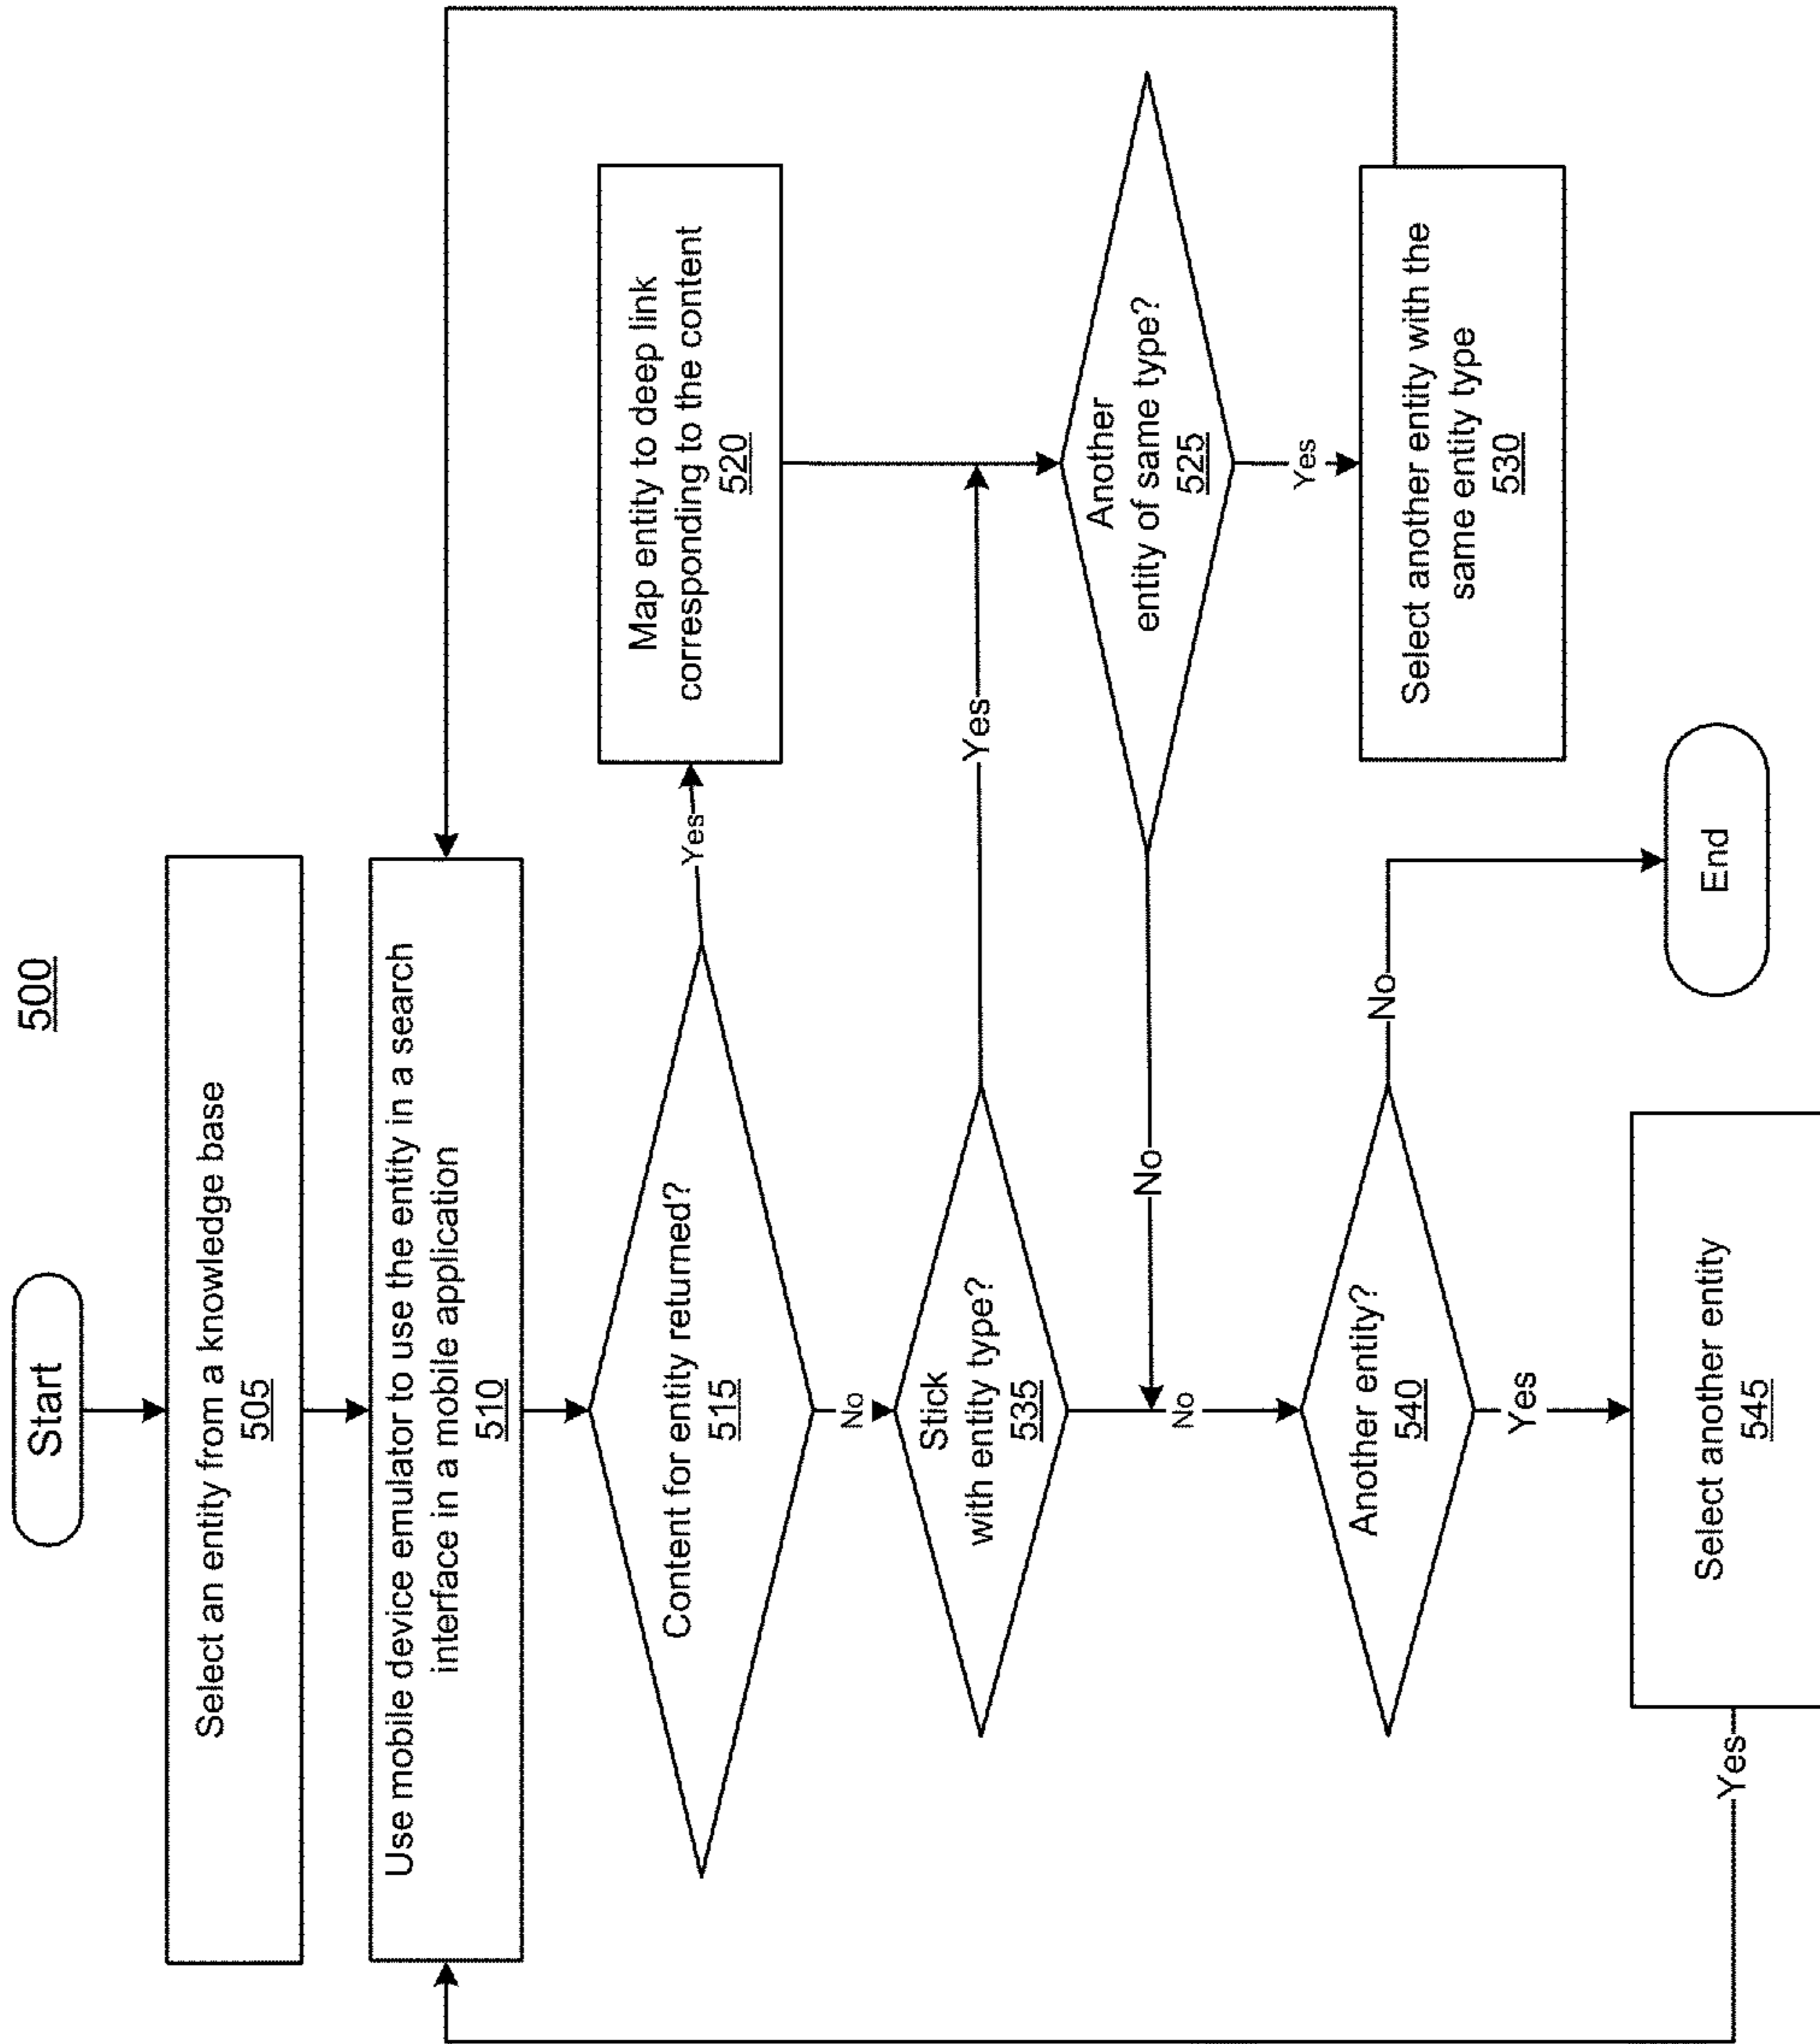 500
Start
Select an entity from a knowledge base
505
Use mobile device emulator to use the entity in a search
interface in a mobile application
510
Content for entity returned?
515
Yes
Map entity to deep link
corresponding to the content
520
No
Stick
with entity type?
535
Yes
Another
entity of same type?
525
Yes
Select another entity with the
same entity type
530
No
No
Another entity?
540
No
End
Yes
Select another entity
545
Yes